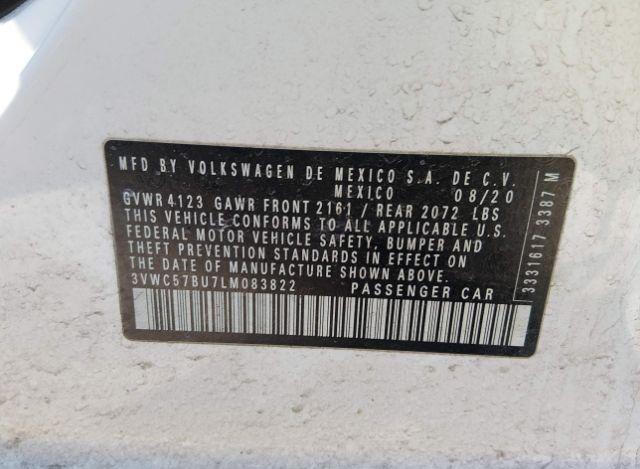 MFD BY VOLKSWAGEN DE MEXICO S.A. DE C.V.
MEXICO 08/20
GVWR 4123 GAWR FRONT 2161 / REAR 2072 LBS
THIS VEHICLE CONFORMS TO ALL APPLICABLE U.S.
FEDERAL MOTOR VEHICLE SAFETY, BUMPER AND
THEFT PREVENTION STANDARDS IN EFFECT ON
THE DATE OF MANUFACTURE SHOWN ABOVE.
3VWC57BU7LM083822 PASSENGER CAR
3331617 3387 M